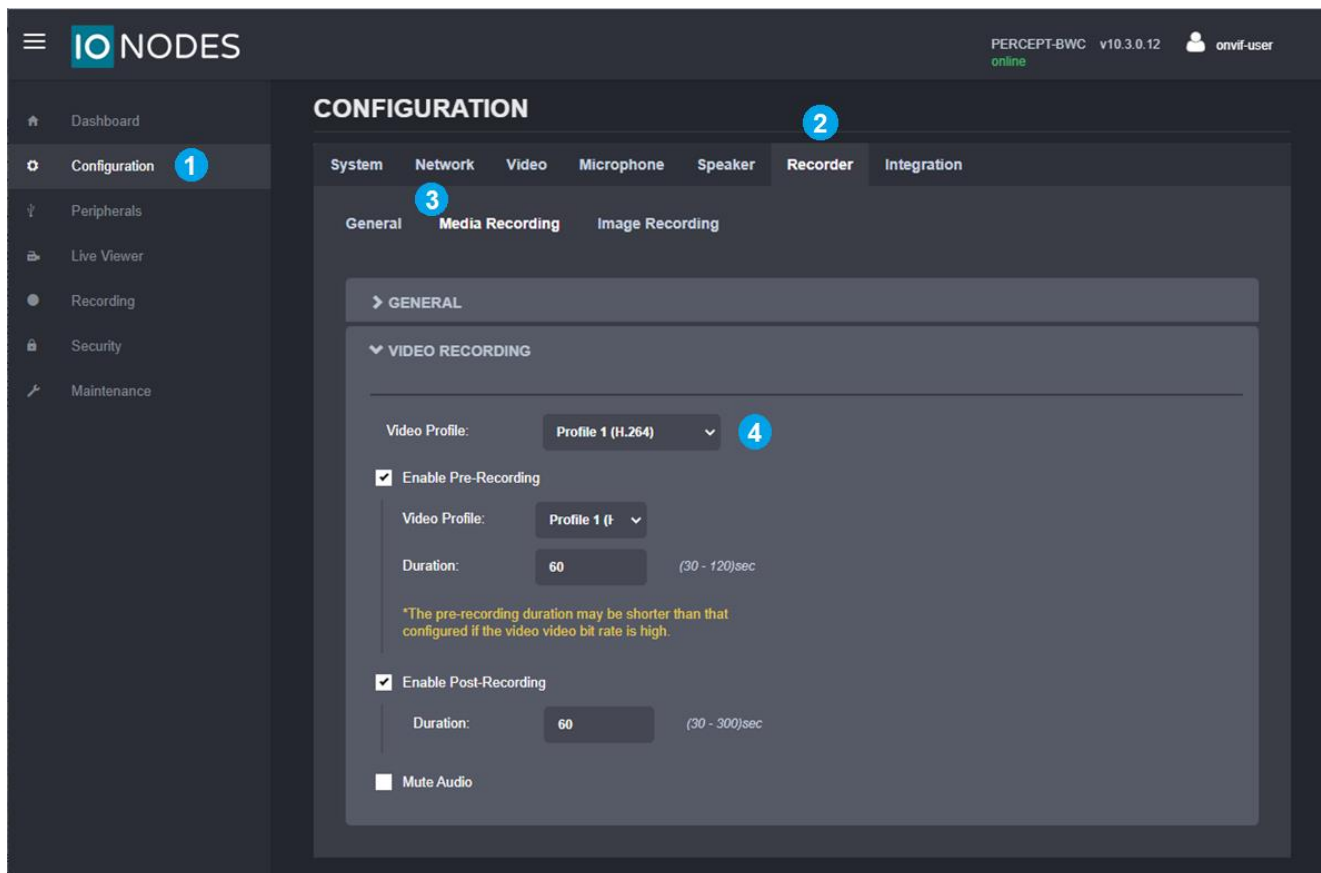 IO NODES
PERCEPT-BWC v10.3.0.12 onvif-user
online
Dashboard
Configuration 1
Peripherals
Live Viewer
Recording
Security
Maintenance
CONFIGURATION
2
System Network Video Microphone Speaker Recorder Integration
3
General Media Recording Image Recording
GENERAL
VIDEO RECORDING
Video Profile: Profile 1 (H.264) 4
Enable Pre-Recording
Video Profile: Profile 1 (H
Duration: 60 (30 - 120)sec
*The pre-recording duration may be shorter than that
configured if the video video bit rate is high.
Enable Post-Recording
Duration: 60 (30 - 300)sec
Mute Audio